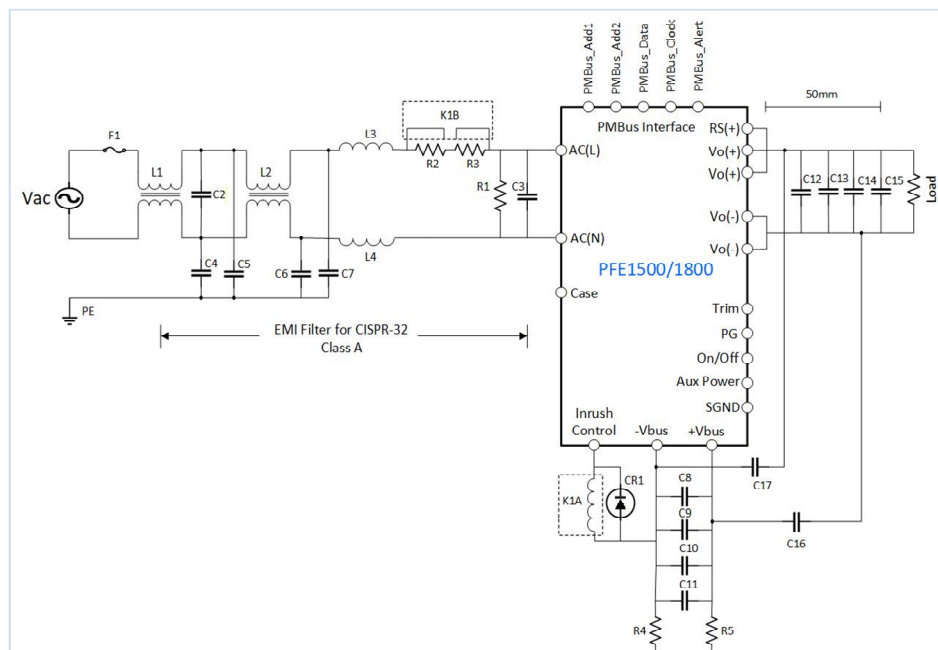 PMBus_Add1
PMBus_Add2
PMBus_Data
PMBus_Clock
PMBus_Alert
50mm
K1B
F1
L3
PMBus Interface
RS(+)
L1
L2
R2
R3
AC(L)
Vo(+)
Vac
C2
R1
C3
Vo(+)
C12
C13
C14
C15
Load
Vo(-)
AC(N)
Vo(-)
L4
C4
C5
C6
C7
PFE1500/1800
Case
PE
Trim
EMI Filter for CISPR-32
Class A
PG
On/Off
Aux Power
SGND
Inrush
Control
-Vbus
+Vbus
C17
K1A
CR1
C8
C9
C16
C10
C11
R4
R5